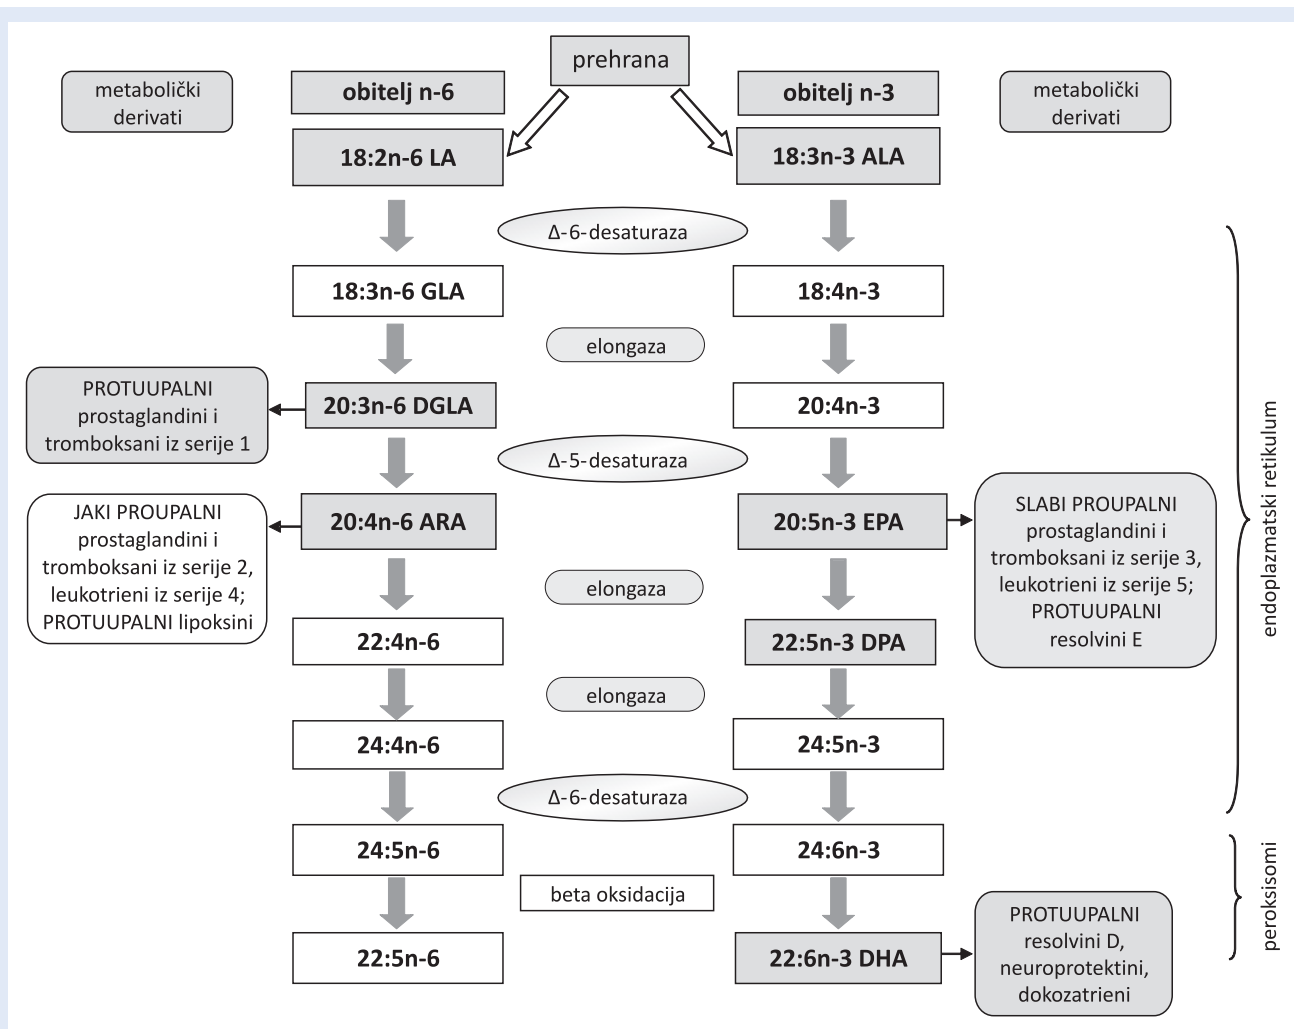 prehrana
metabolički
derivati
obitelj n-6
obitelj n-3
metabolički
derivati
18:2n-6 LA
18:3n-3 ALA
Δ-6-desaturaza
18:3n-6 GLA
18:4n-3
elongaza
PROTUUPALNI
prostaglandini i
tromboksani iz serije 1
20:3n-6 DGLA
20:4n-3
Δ-5-desaturaza
JAKI PROUPALNI
prostaglandini i
tromboksani iz serije 2,
leukotrieni iz serije 4;
PROTUUPALNI lipoksini
20:4n-6 ARA
20:5n-3 EPA
SLABI PROUPALNI
prostaglandini i
tromboksani iz serije 3,
leukotrieni iz serije 5;
PROTUUPALNI
resolvini E
endoplazmatski retikulum
elongaza
22:4n-6
22:5n-3 DPA
elongaza
24:4n-6
24:5n-3
Δ-6-desaturaza
24:5n-6
24:6n-3
beta oksidacija
peroksisomi
22:5n-6
22:6n-3 DHA
PROTUUPALNI
resolvini D,
neuroprotektini,
dokozatrieni